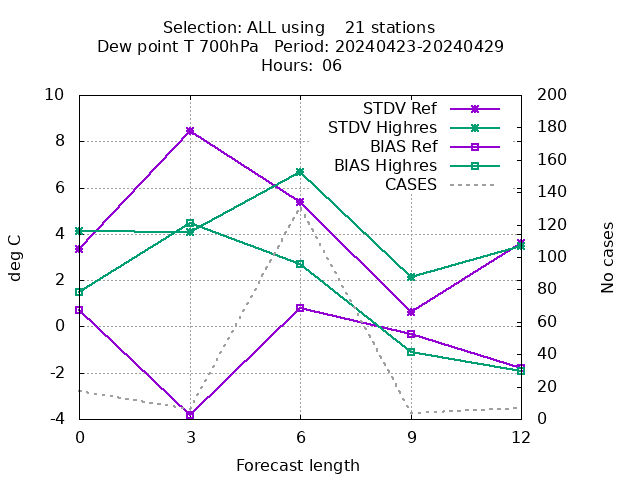 Selection: ALL using    21 stations
Dew point T 700hPa   Period: 20240423-20240429
Hours: 06
10
8
6
4
2
0
-2
-4
200
180
160
140
120
100
80
60
40
20
0
STDV Ref
STDV Highres
BIAS Ref
BIAS Highres
CASES
deg C
No cases
0 3 6 9 12
Forecast length